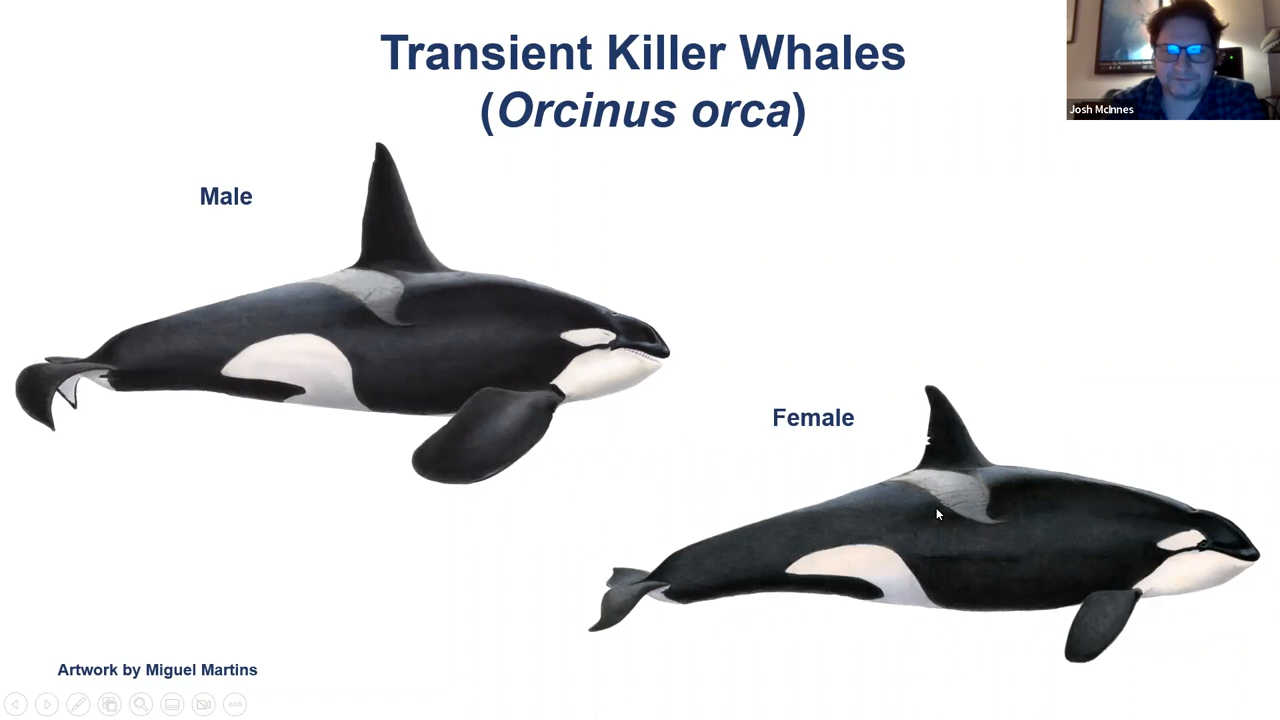 Transient Killer Whales
(Orcinus orca)
Josh McInnes
Male
Female
Artwork by Miguel Martins